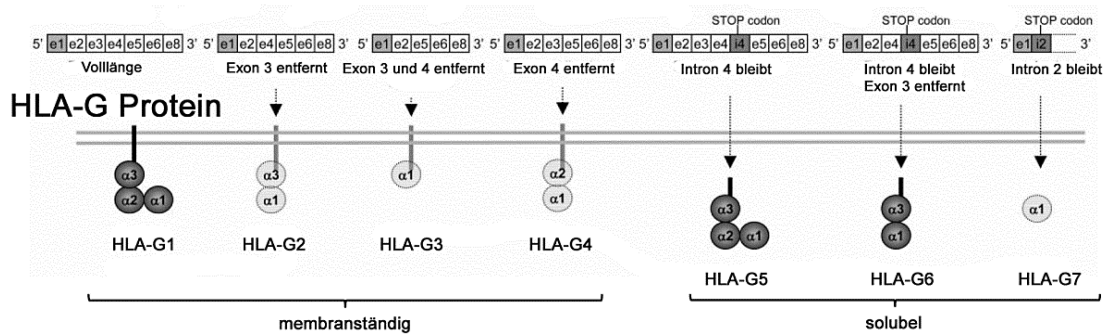 STOP codon STOP codon STOP codon
5' e1 e2 e3 e4 e5 e6 e8 3' 5' e1 e2 e4 e5 e6 e8 3' 5' e1 e2 e5 e6 e8 3' 5' e1 e2 e3 e5 e6 e8 3' 5' e1 e2 e3 e4 i4 e5 e6 e8 3' 5' e1 e2 e4 i4 e5 e6 e8 3' 5' e1 i2 3'
Volllänge Exon 3 entfernt Exon 3 und 4 entfernt Exon 4 entfernt Intron 4 bleibt Intron 4 bleibt Intron 2 bleibt
Exon 3 entfernt
HLA-G Protein
α3 α3 α1 α2
α2 α1 α1 α1
α3 α3 α1
α2 α1 α1
HLA-G1 HLA-G2 HLA-G3 HLA-G4
HLA-G5 HLA-G6 HLA-G7
membranständig solubel